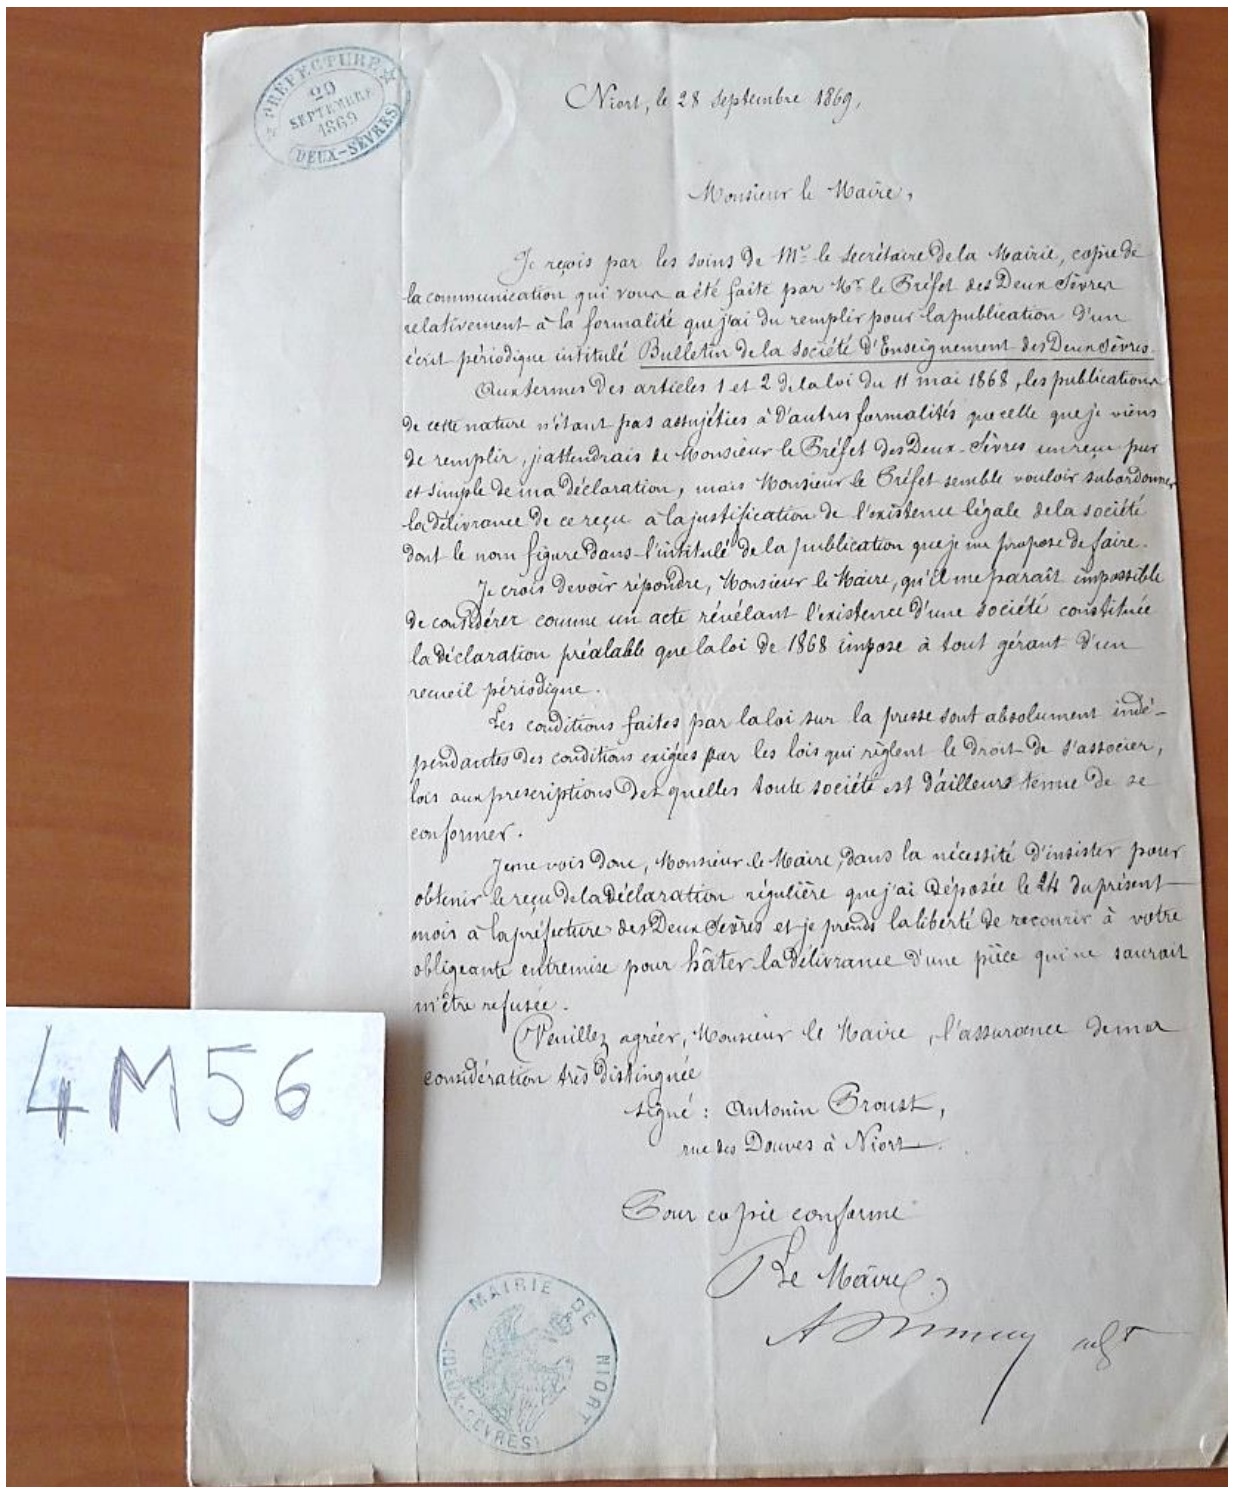 PRÉFECTURE
29
SEPTEMBRE
1869
(DEUX-SÈVRES)
Niort, le 28 septembre 1869,
Monsieur le Maire,
Je reçois par les soins de Mr le secrétaire de la Mairie, copie de
la communication qui vous a été faite par Mr le Préfet des Deux Sèvres
relativement à la formalité que j'ai du remplir pour la publication d'un
écrit périodique intitulé Bulletin de la Société d'Enseignement des Deux Sèvres.
Aux termes des articles 1 et 2 de la loi du 11 mai 1868, les publications
de cette nature n'étant pas assujéties à d'autres formalités que celle que je viens
de remplir, j'attendrais de Monsieur le Préfet des Deux-Sèvres un reçu pur
et simple de ma déclaration, mais Monsieur le Préfet semble vouloir subordonner
la délivrance de ce reçu à la justification de l'existence légale de la société
dont le nom figure dans l'intitulé de la publication que je me propose de faire.
Je crois devoir répondre, Monsieur le Maire, qu'il me paraît impossible
de considérer comme un acte révélant l'existence d'une société constituée
la déclaration préalable que la loi de 1868 impose à tout gérant d'un
recueil périodique.
Les conditions faites par la loi sur la presse sont absolument indé-
pendantes des conditions exigées par les lois qui règlent le droit de s'associer,
lois aux prescriptions des quelles toute société est d'ailleurs tenue de se
conformer.
Je me vois donc, Monsieur le Maire, dans la nécessité d'insister pour
obtenir le reçu de la déclaration régulière que j'ai déposée le 24 du présent
mois à la préfecture des Deux Sèvres et je prends la liberté de recourir à votre
obligeante entremise pour hâter la délivrance d'une pièce qui ne saurait
m'être refusée.
Veuillez agréer, Monsieur le Maire, l'assurance de ma
considération très distinguée
signé : Antonin Proust,
rue des Douves à Niort.
Pour copie conforme
Le Maire
adjt
MAIRIE DE NIORT
(DEUX-SÈVRES)
4M56